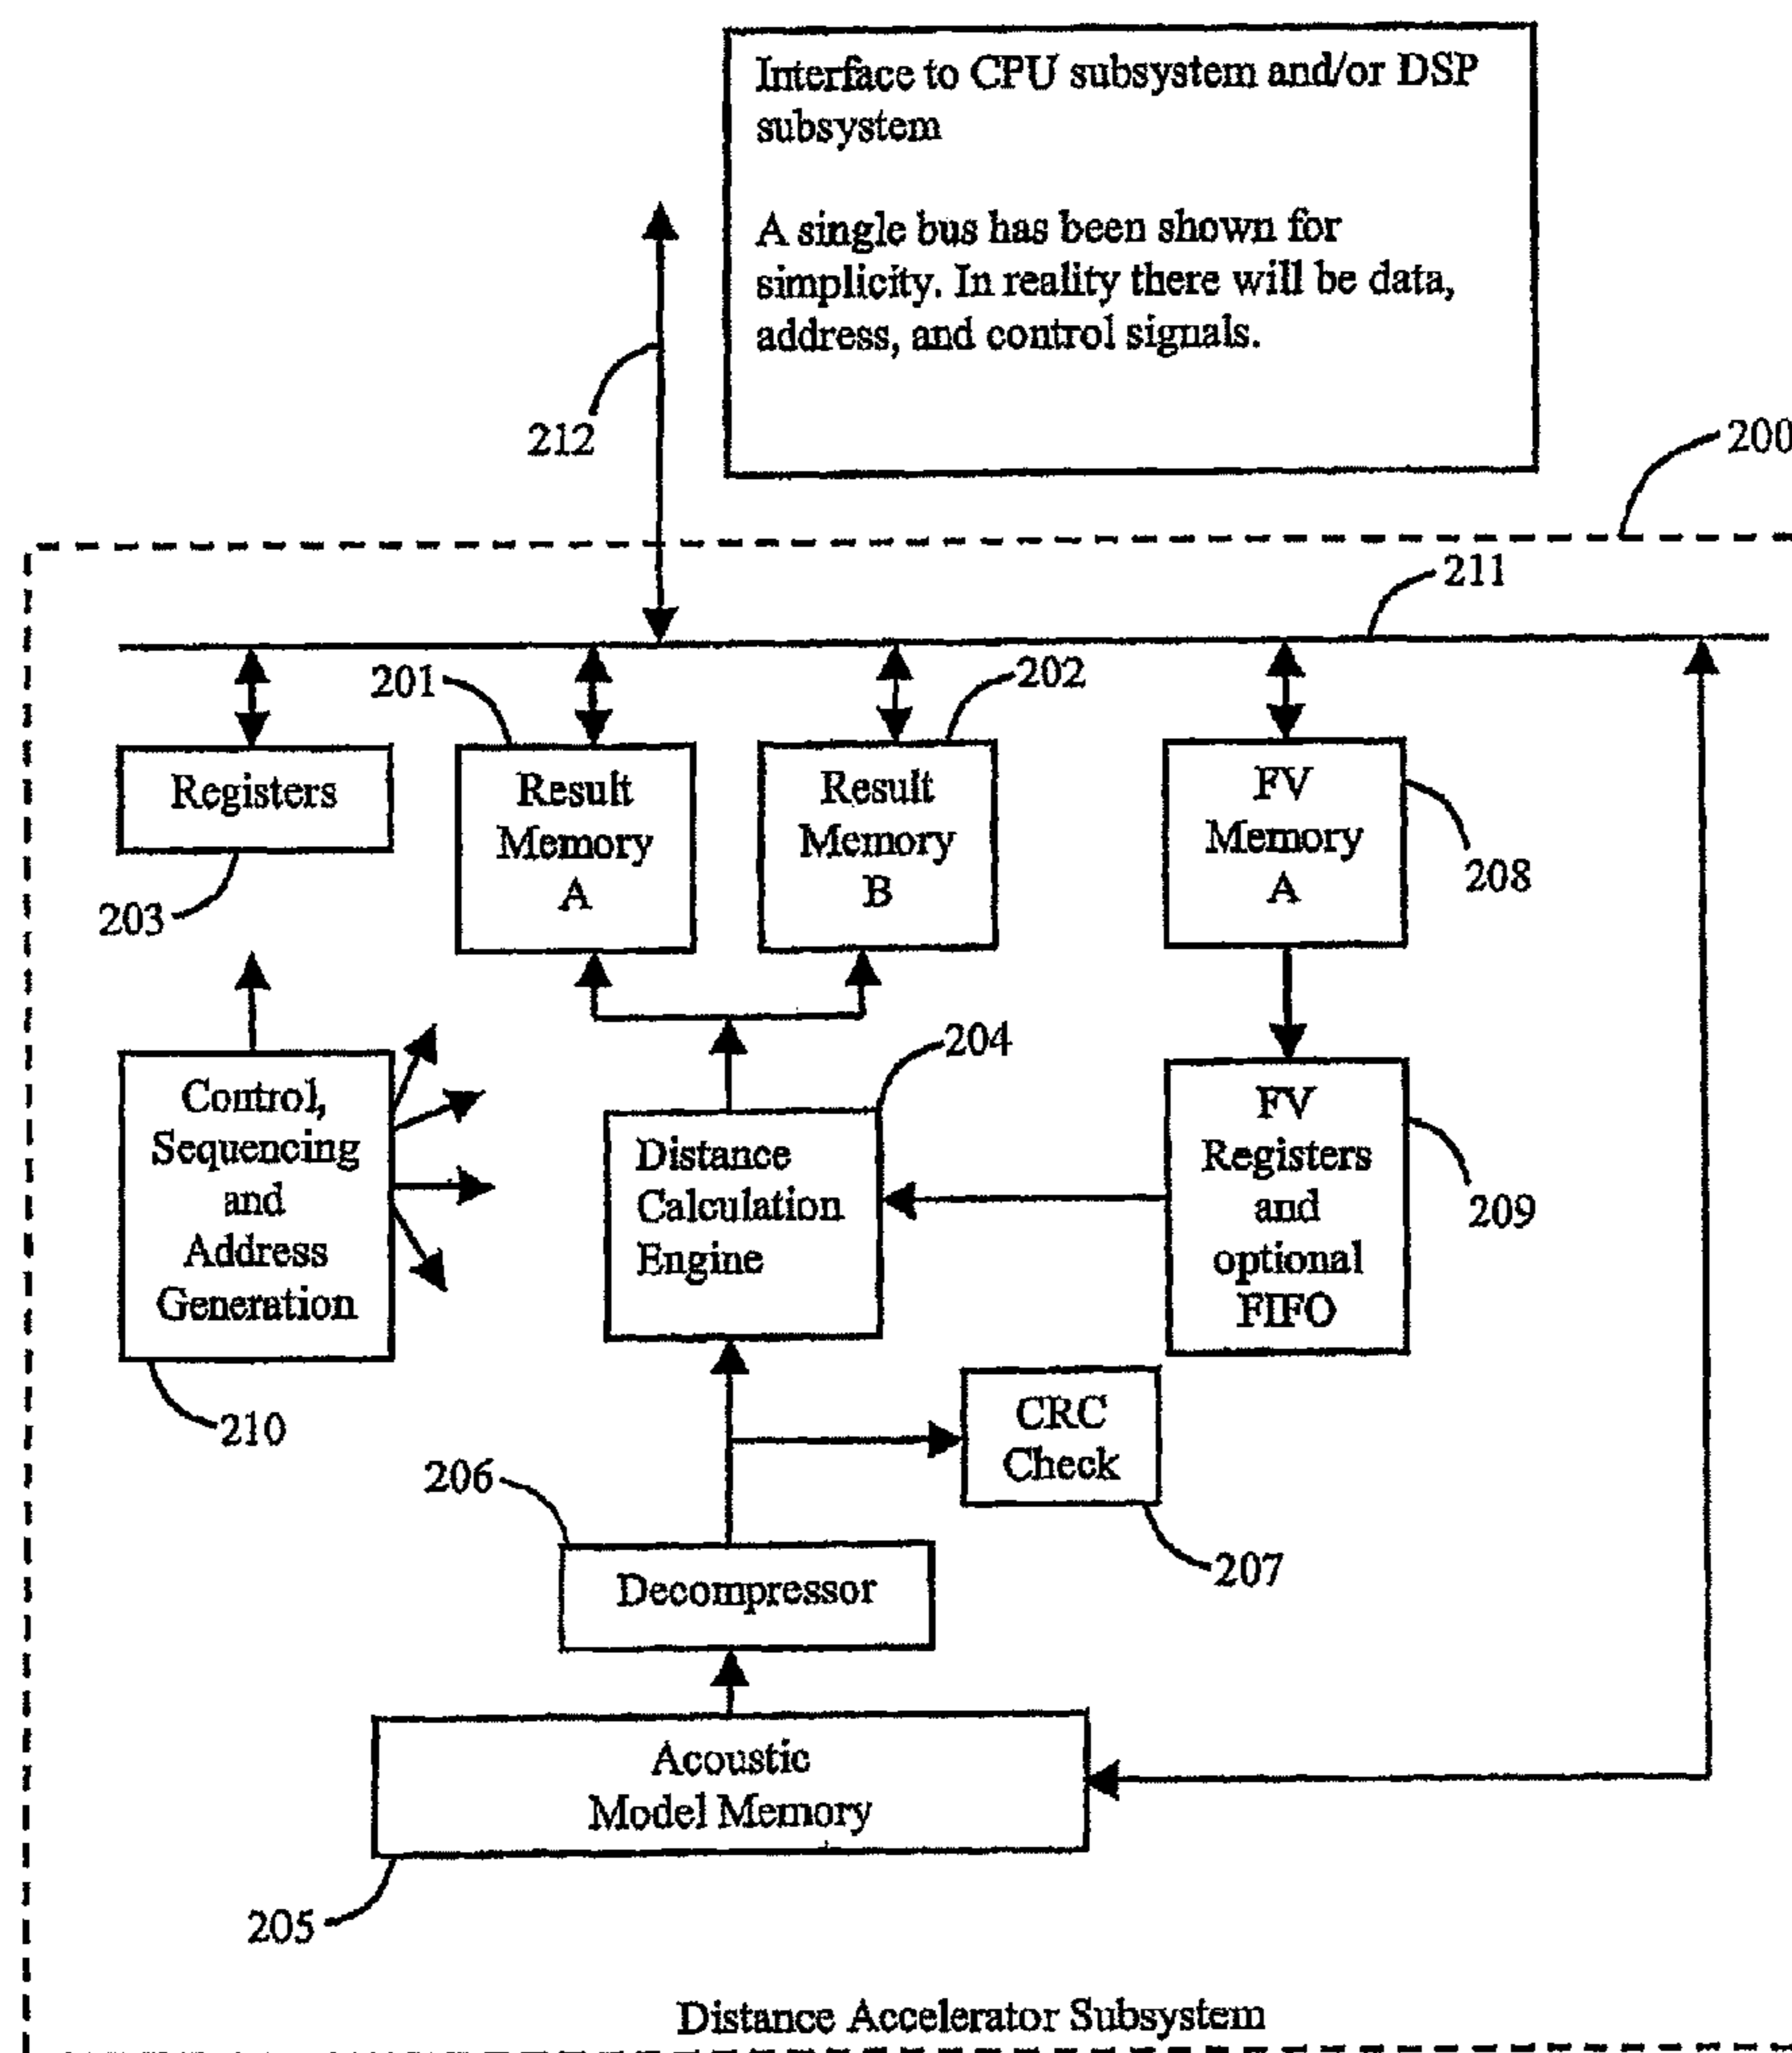 Interface to CPU subsystem and/or DSP
subsystem
A single bus has been shown for
simplicity. In reality there will be data,
address, and control signals.
212
200
211
201
202
Registers
Result
Memory
A
Result
Memory
B
FV
Memory
A
208
203
204
Control,
Sequencing
and
Address
Generation
Distance
Calculation
Engine
FV
Registers
and
optional
FIFO
209
210
CRC
Check
206
207
Decompressor
Acoustic
Model Memory
205
Distance Accelerator Subsystem